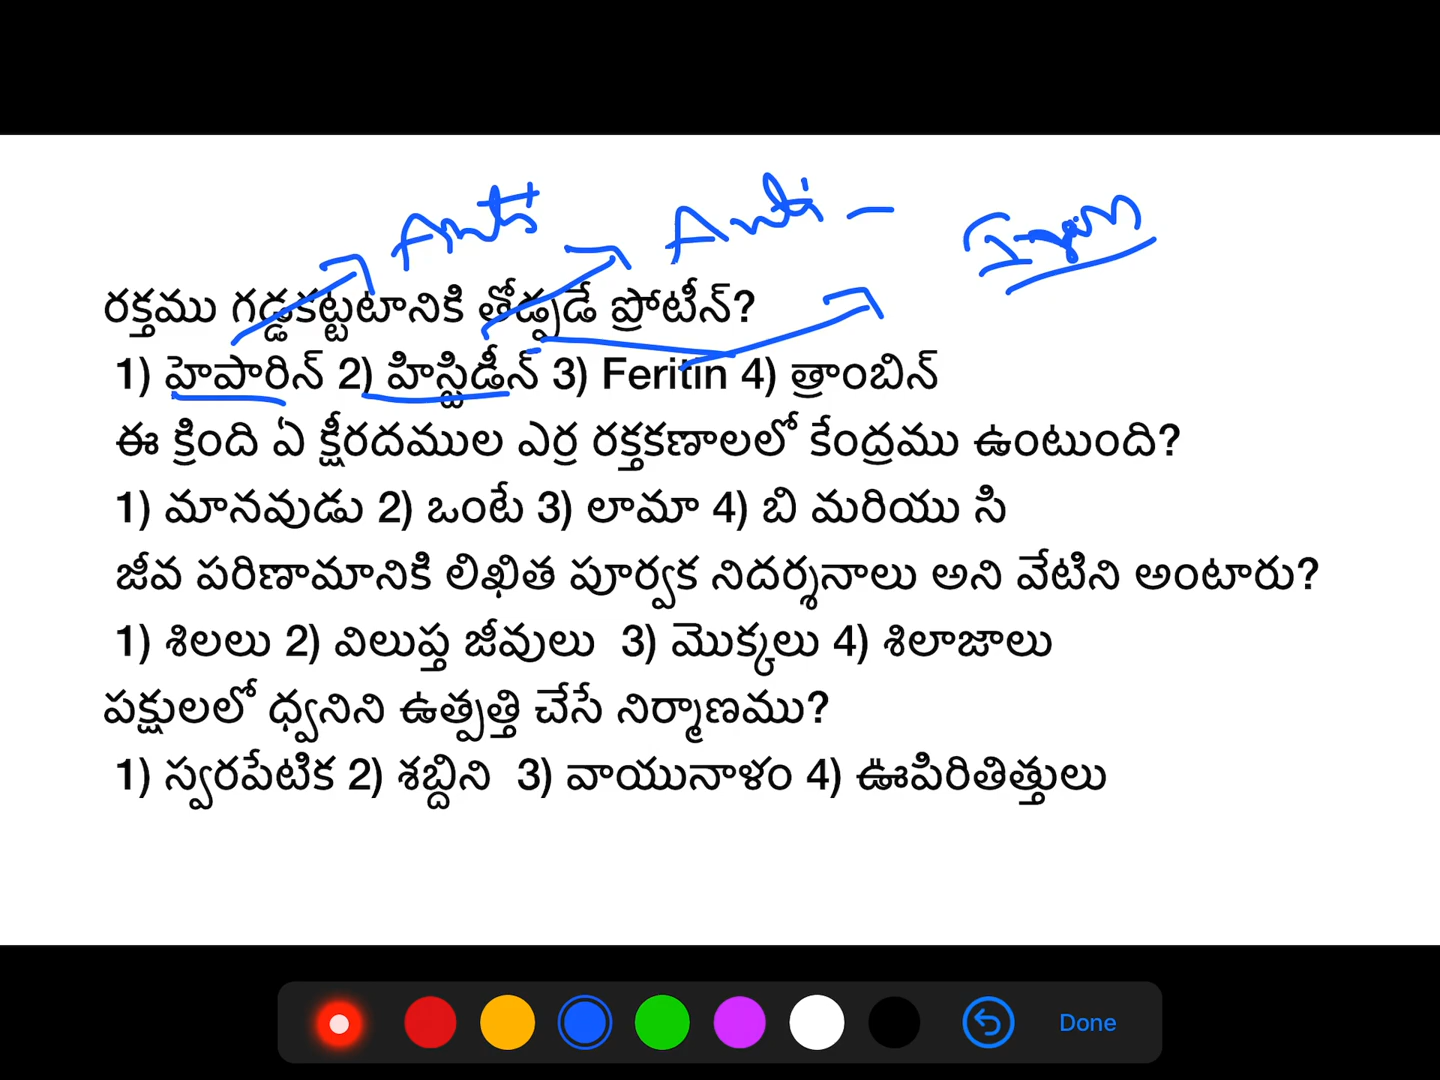 Anti Anti -
రక్తము గడ్డకట్టటానికి తోడ్పడే ప్రోటీన్?
1) హెపారిన్ 2) హిస్టిడీన్ 3) Feritin 4) త్రాంబిన్
ఈ క్రింది ఏ క్షీరదముల ఎర్ర రక్తకణాలలో కేంద్రము ఉంటుంది?
1) మానవుడు 2) ఒంటే 3) లామా 4) బి మరియు సి
జీవ పరిణామానికి లిఖిత పూర్వక నిదర్శనాలు అని వేటిని అంటారు?
1) శిలలు 2) విలుప్త జీవులు 3) మొక్కలు 4) శిలాజాలు
పక్షులలో ధ్వనిని ఉత్పత్తి చేసే నిర్మాణము?
1) స్వరపేటిక 2) శబ్దిని 3) వాయునాళం 4) ఊపిరితిత్తులు
Done